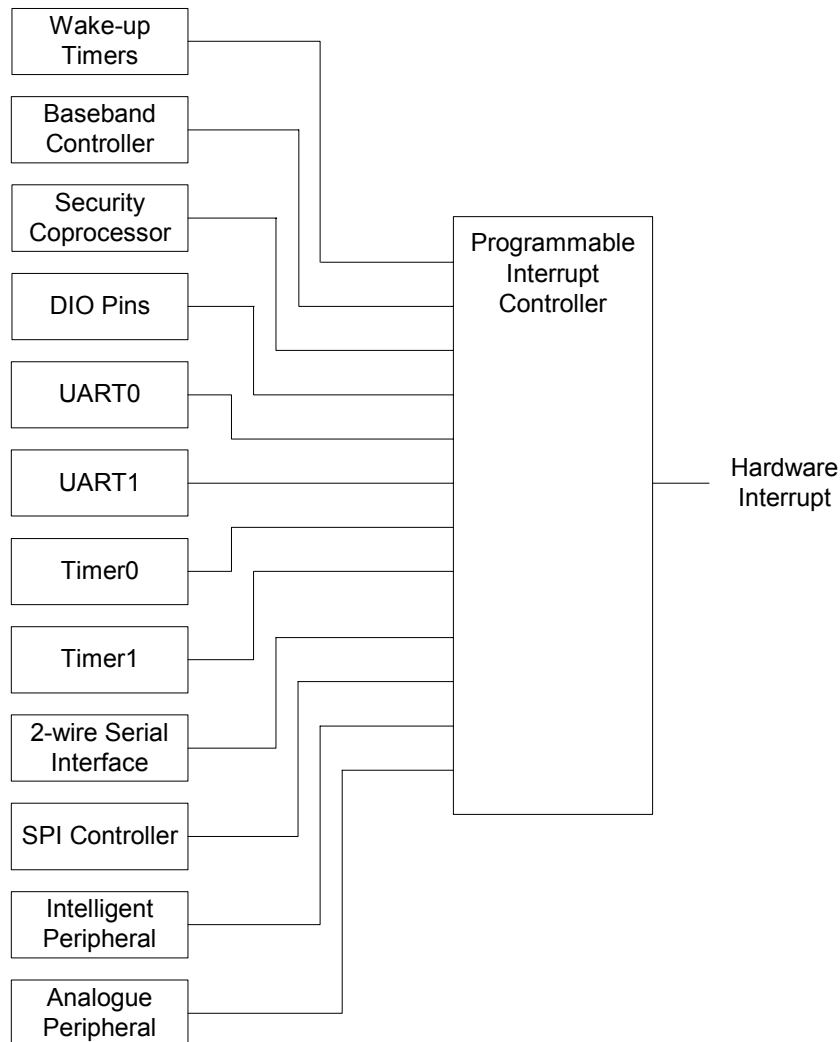 Wake-up
Timers
Baseband
Controller
Security
Coprocessor
DIO Pins
UART0
UART1
Timer0
Timer1
2-wire Serial
Interface
SPI Controller
Intelligent
Peripheral
Analogue
Peripheral
Programmable
Interrupt
Controller
Hardware
Interrupt